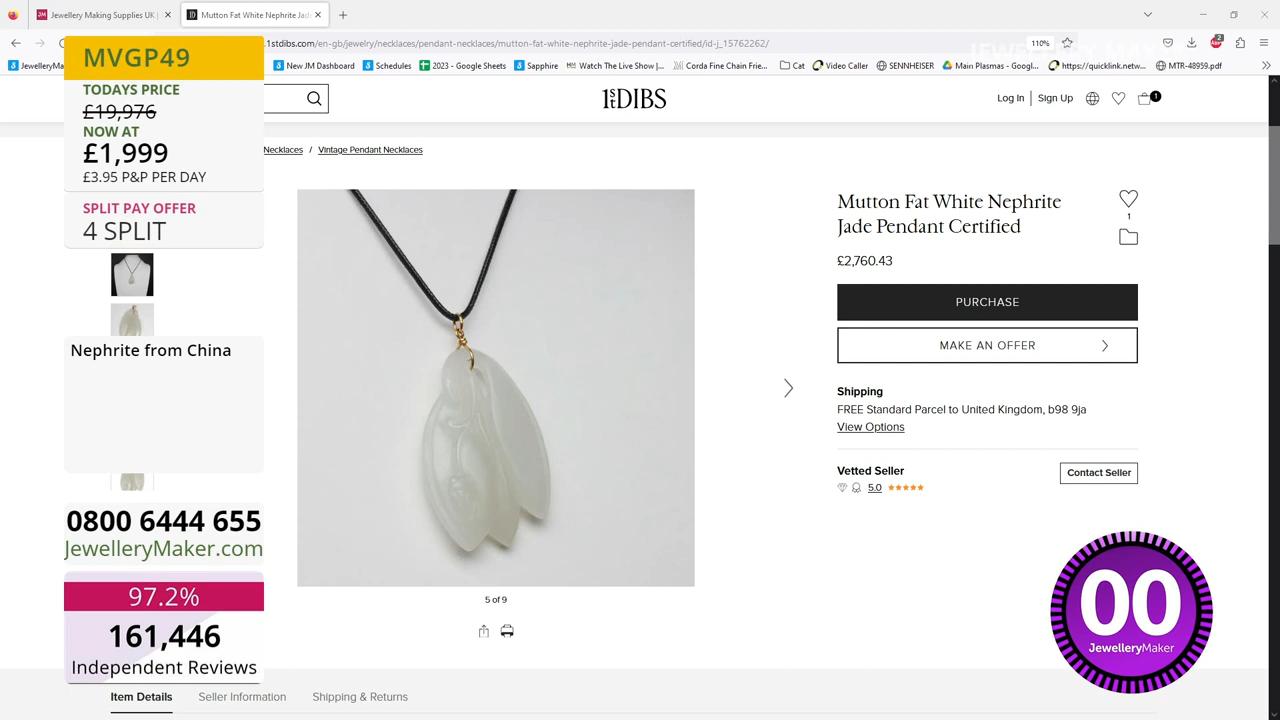 Jewellery Making Supplies UK
Mutton Fat White Nephrite Jade
1stdibs.com/en-gb/jewelry/necklaces/pendant-necklaces/mutton-fat-white-nephrite-jade-pendant-certified/id-j_15762262/
110%
2
JewelleryMa
New JM Dashboard
Schedules
2023 - Google Sheets
Sapphire
Watch The Live Show |...
Corda Fine Chain Frie...
Cat
Video Caller
SENNHEISER
Main Plasmas - Googl...
https://quicklink.netw...
MTR-48959.pdf
MVGP49
TODAYS PRICE
£19,976
NOW AT
£1,999
£3.95 P&P PER DAY
SPLIT PAY OFFER
4 SPLIT
1STDIBS
Log In
Sign Up
1
Necklaces / Vintage Pendant Necklaces
Mutton Fat White Nephrite
Jade Pendant Certified
1
£2,760.43
PURCHASE
MAKE AN OFFER
Shipping
FREE Standard Parcel to United Kingdom, b98 9ja
View Options
Vetted Seller
5.0
Contact Seller
Nephrite from China
0800 6444 655
JewelleryMaker.com
97.2%
161,446
Independent Reviews
5 of 9
00
JewelleryMaker
Item Details
Seller Information
Shipping & Returns